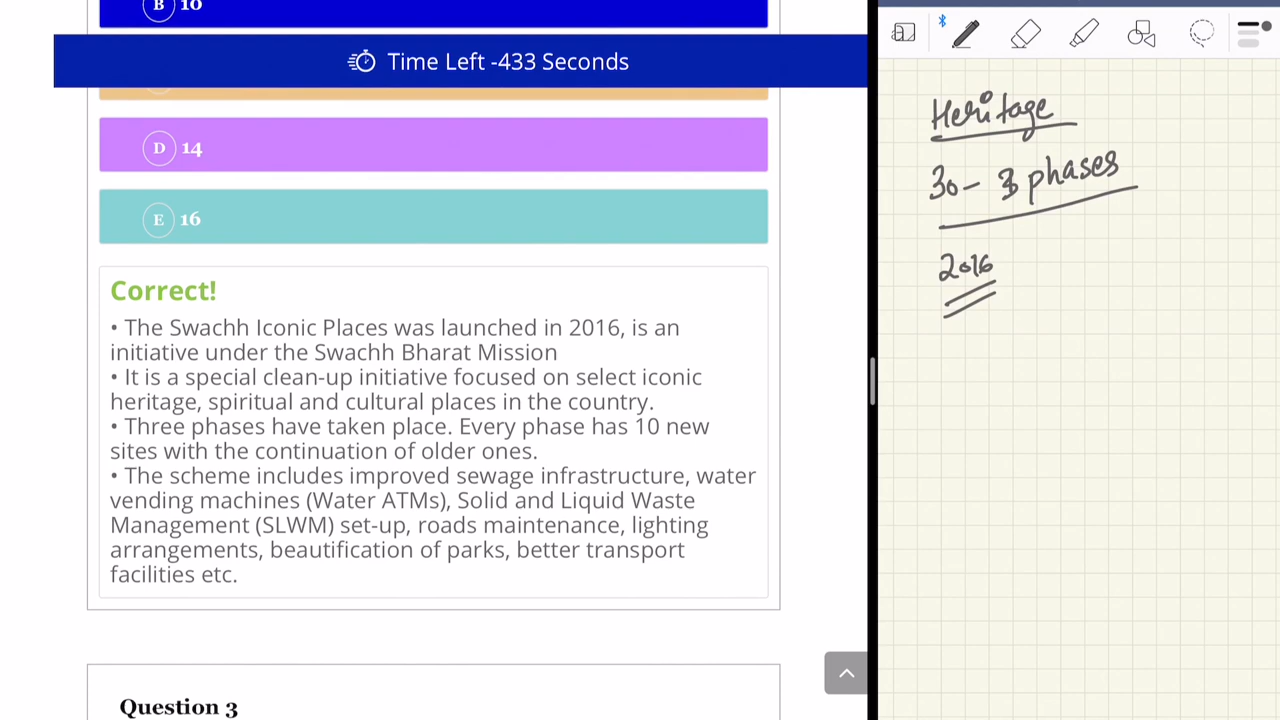 B 10
Time Left -433 Seconds
D 14
E 16
Correct!
• The Swachh Iconic Places was launched in 2016, is an
initiative under the Swachh Bharat Mission
• It is a special clean-up initiative focused on select iconic
heritage, spiritual and cultural places in the country.
• Three phases have taken place. Every phase has 10 new
sites with the continuation of older ones.
• The scheme includes improved sewage infrastructure, water
vending machines (Water ATMs), Solid and Liquid Waste
Management (SLWM) set-up, roads maintenance, lighting
arrangements, beautification of parks, better transport
facilities etc.
Question 3
Heritage
30- 3 phases
2016